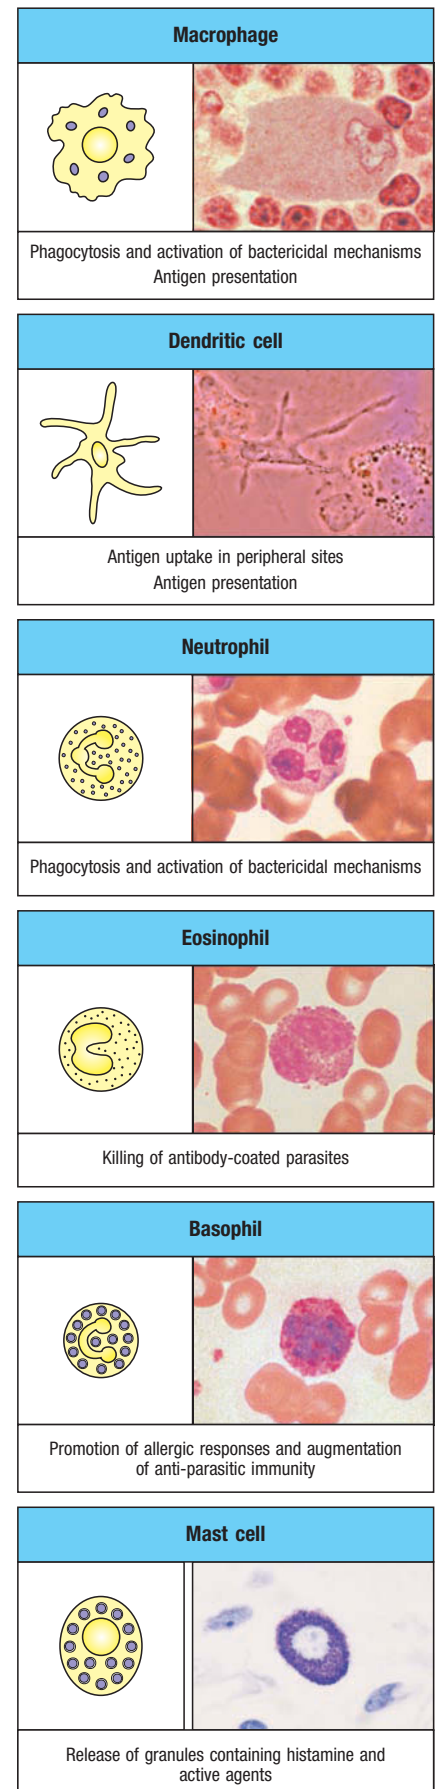 Macrophage
Phagocytosis and activation of bactericidal mechanisms
Antigen presentation
Dendritic cell
Antigen uptake in peripheral sites
Antigen presentation
Neutrophil
Phagocytosis and activation of bactericidal mechanisms
Eosinophil
Killing of antibody-coated parasites
Basophil
Promotion of allergic responses and augmentation
of anti-parasitic immunity
Mast cell
Release of granules containing histamine and
active agents